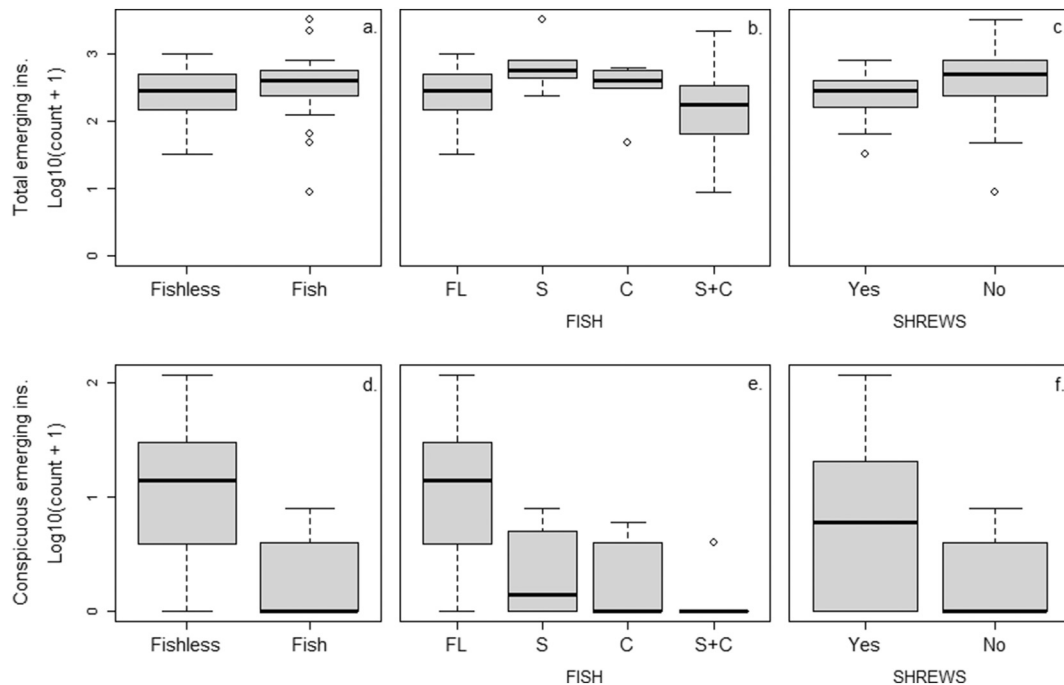 Total emerging ins.
Log10(count + 1)
3
2
1
0
a.
Fishless Fish
b.
FL S C S+C
FISH
c.
Yes No
SHREWS
Conspicuous emerging ins.
Log10(count + 1)
2
1
0
d.
Fishless Fish
e.
FL S C S+C
FISH
f.
Yes No
SHREWS